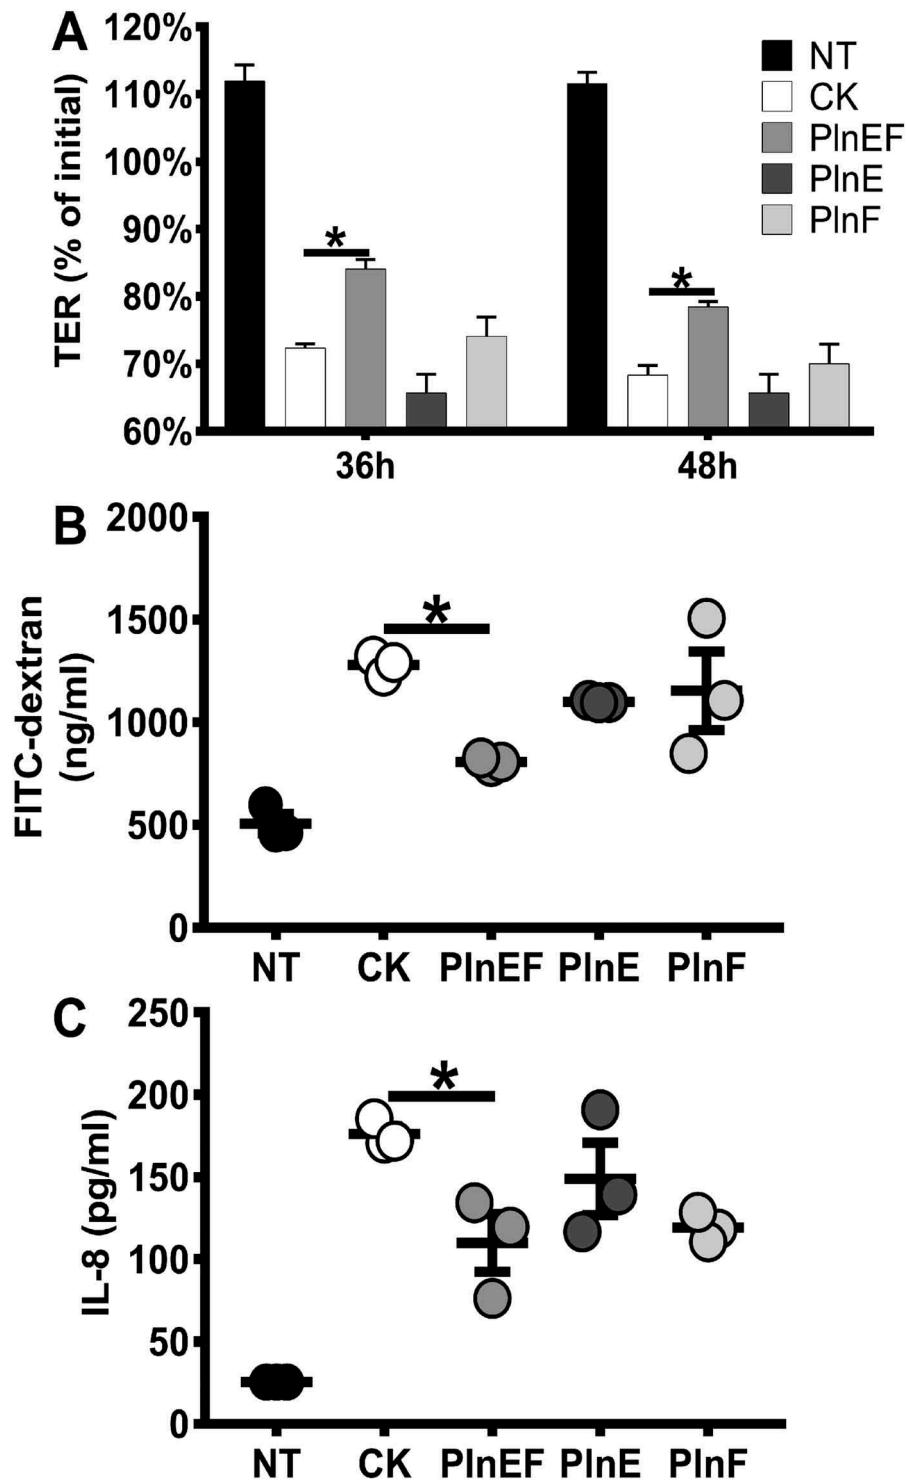 A
TER (% of initial)
120%
110%
100%
90%
80%
70%
60%
*
*
NT
CK
PlnEF
PlnE
PlnF
36h
48h
B
FITC-dextran
(ng/ml)
2000
1500
1000
500
0
*
NT CK PlnEF PlnE PlnF
C
IL-8 (pg/ml)
250
200
150
100
50
0
*
NT CK PlnEF PlnE PlnF